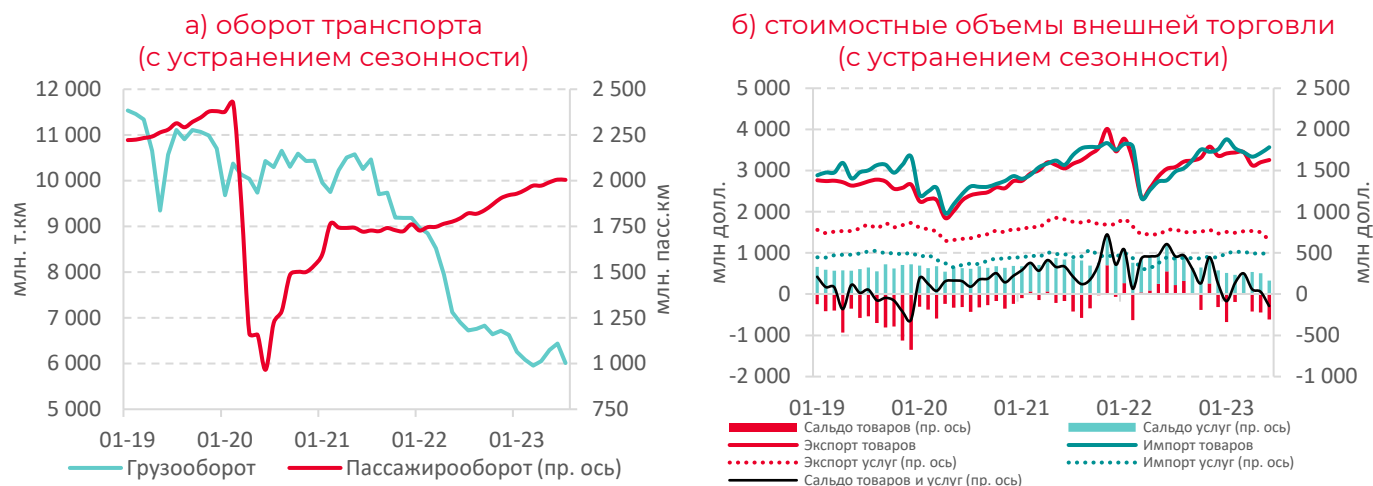 а) оборот транспорта
(с устранением сезонности)
млн. т.км
12 000
11 000
10 000
9 000
8 000
7 000
6 000
5 000
2 500
2 250
2 000
1 750
1 500
1 250
1 000
750
млн. пасс.км
01-19 01-20 01-21 01-22 01-23
Грузооборот Пассажирооборот (пр. ось)
б) стоимостные объемы внешней торговли
(с устранением сезонности)
млн долл.
5 000
4 000
3 000
2 000
1 000
0
-1 000
-2 000
2 500
2 000
1 500
1 000
500
0
-500
-1 000
млн долл.
01-19 01-20 01-21 01-22 01-23
Сальдо товаров (пр. ось) Сальдо услуг (пр. ось)
Экспорт товаров Импорт товаров
Экспорт услуг (пр. ось) Импорт услуг (пр. ось)
Сальдо товаров и услуг (пр. ось)